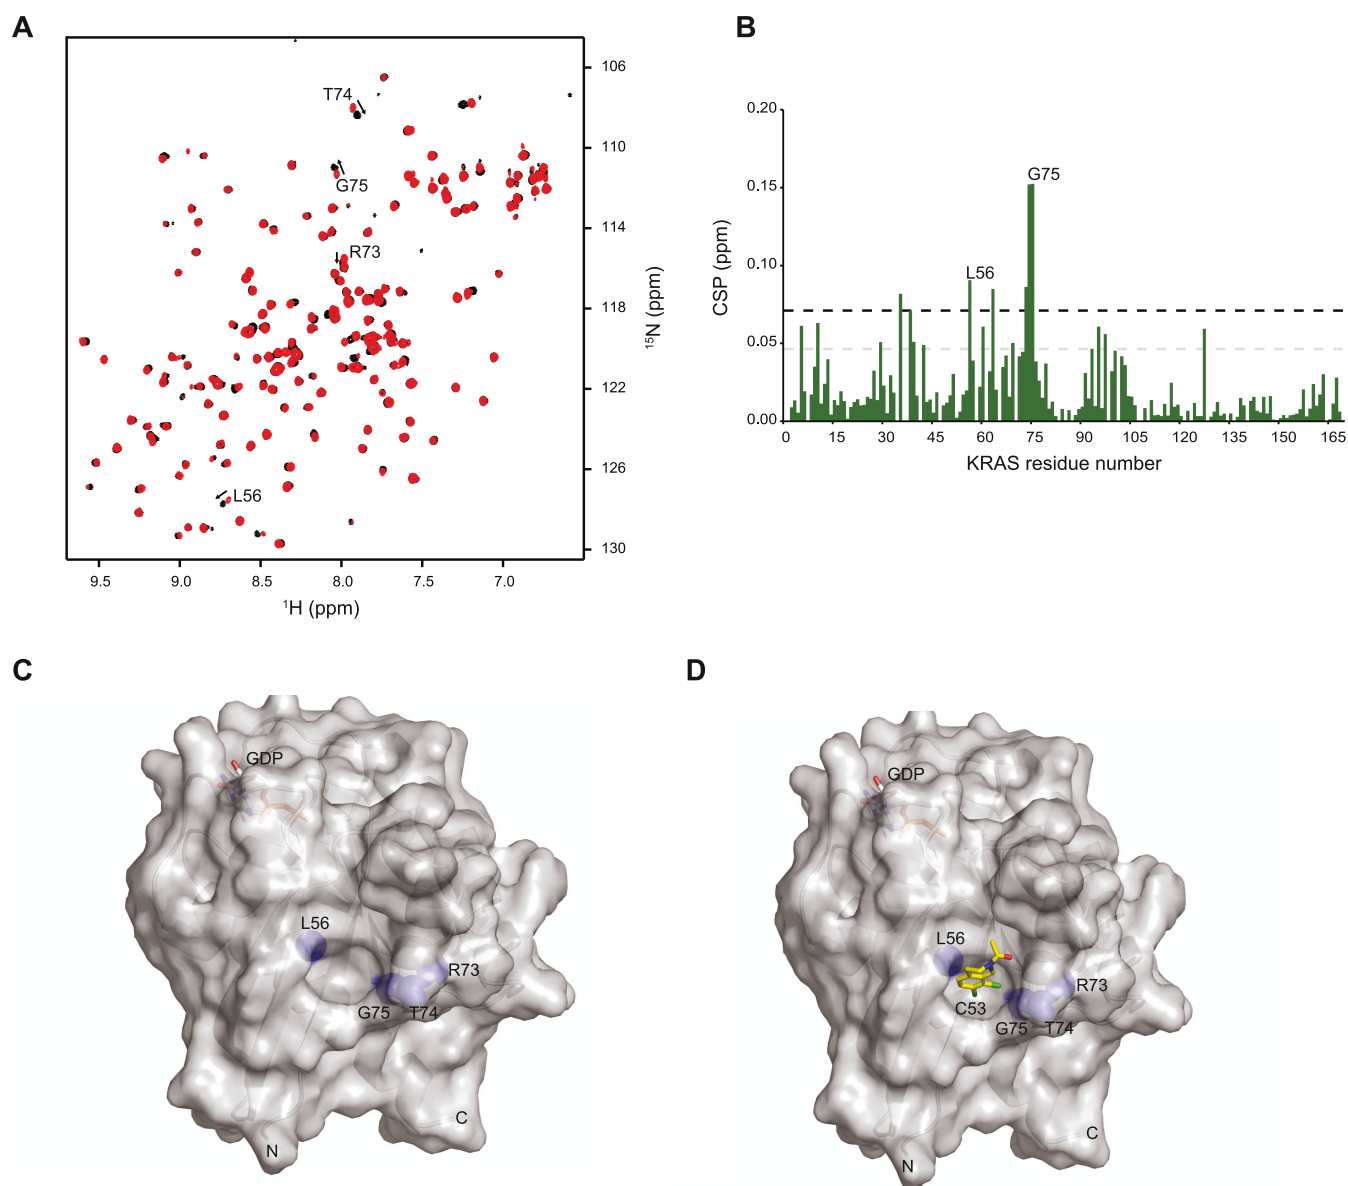 A
T74
G75
R73
L56
106
110
114
118
122
126
130
¹⁵N (ppm)
9.5 9.0 8.5 8.0 7.5 7.0
¹H (ppm)
B
0.20
0.15
0.10
0.05
0.00
CSP (ppm)
G75
L56
0 15 30 45 60 75 90 105 120 135 150 165
KRAS residue number
C
GDP
L56
R73
G75 T74
C
N
D
GDP
L56
R73
C53
G75 T74
C
N